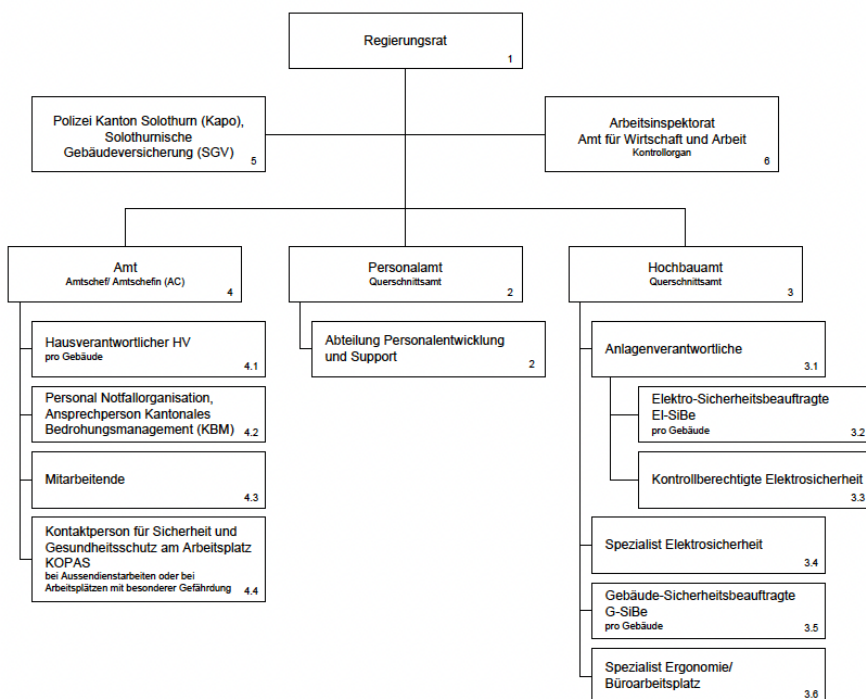 Regierungsrat
1
Polizei Kanton Solothurn (Kapo),
Solothurnische
Gebäudeversicherung (SGV)
5
Arbeitsinspektorat
Amt für Wirtschaft und Arbeit
Kontrollorgan
6
Amt
Amtschef/ Amtschefin (AC)
4
Personalamt
Querschnittsamt
2
Hochbauamt
Querschnittsamt
3
Hausverantwortlicher HV
pro Gebäude
4.1
Personal Notfallorganisation,
Ansprechperson Kantonales
Bedrohungsmanagement (KBM)
4.2
Mitarbeitende
4.3
Kontaktperson für Sicherheit und
Gesundheitsschutz am Arbeitsplatz
KOPAS
bei Aussendienstarbeiten oder bei
Arbeitsplätzen mit besonderer Gefährdung
4.4
Abteilung Personalentwicklung
und Support
2
Anlagenverantwortliche
3.1
Elektro-Sicherheitsbeauftragte
El-SiBe
pro Gebäude
3.2
Kontrollberechtigte Elektrosicherheit
3.3
Spezialist Elektrosicherheit
3.4
Gebäude-Sicherheitsbeauftragte
G-SiBe
pro Gebäude
3.5
Spezialist Ergonomie/
Büroarbeitsplatz
3.6